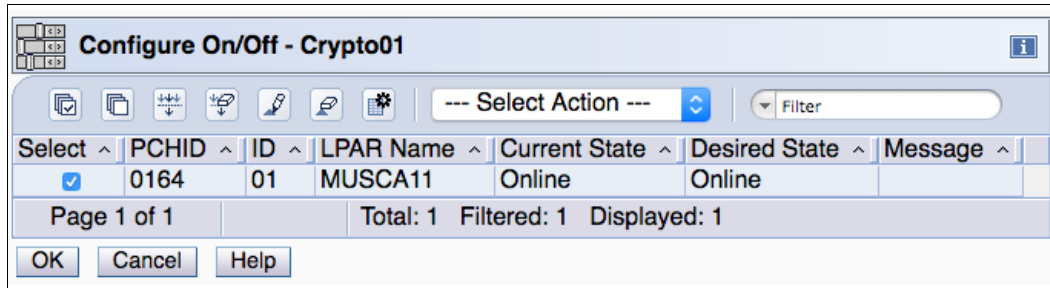 Configure On/Off - Crypto01
--- Select Action --- Filter
Select PCHID ID LPAR Name Current State Desired State Message
0164 01 MUSCA11 Online Online
Page 1 of 1 Total: 1 Filtered: 1 Displayed: 1
OK Cancel Help